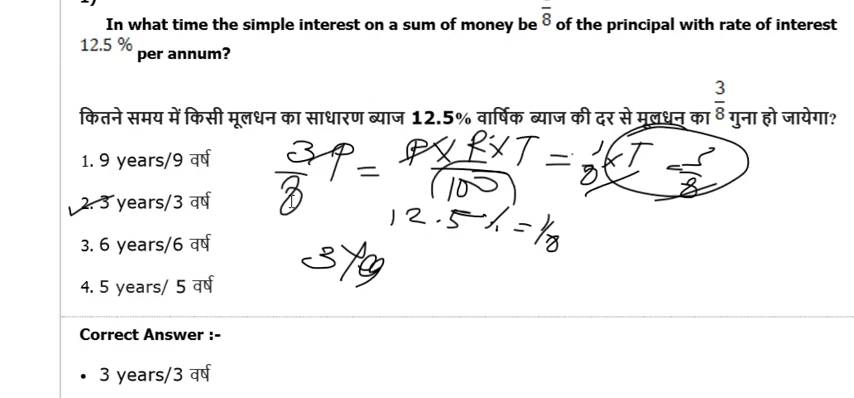 1)
In what time the simple interest on a sum of money be 3/8 of the principal with rate of interest
12.5 % per annum?
कितने समय में किसी मूलधन का साधारण ब्याज 12.5% वार्षिक ब्याज की दर से मूलधन का 3/8 गुना हो जायेगा?
3/8 P = P X R X T / 100 = 1/8 X T = 3/8
1. 9 years/9 वर्ष
2. 3 years/3 वर्ष
12.5% = 1/8
3. 6 years/6 वर्ष
3 Ye
4. 5 years/ 5 वर्ष
Correct Answer :-
• 3 years/3 वर्ष